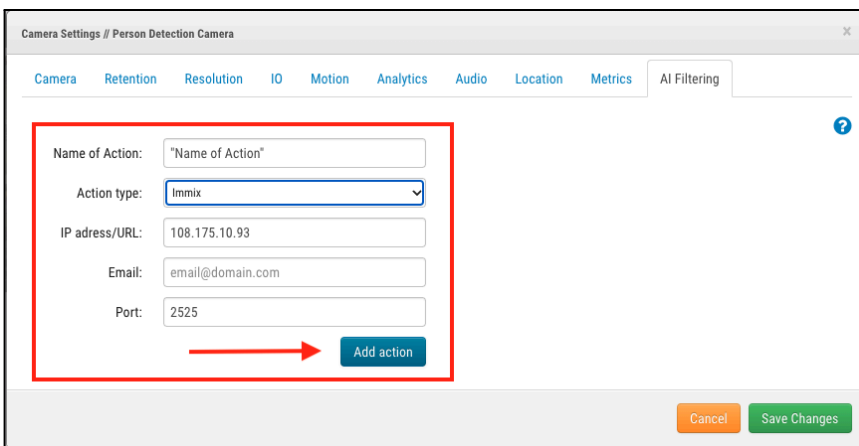 Camera Settings // Person Detection Camera x
Camera Retention Resolution IO Motion Analytics Audio Location Metrics AI Filtering
?
Name of Action: "Name of Action"
Action type: Immix
IP adress/URL: 108.175.10.93
Email: email@domain.com
Port: 2525
Add action
Cancel Save Changes